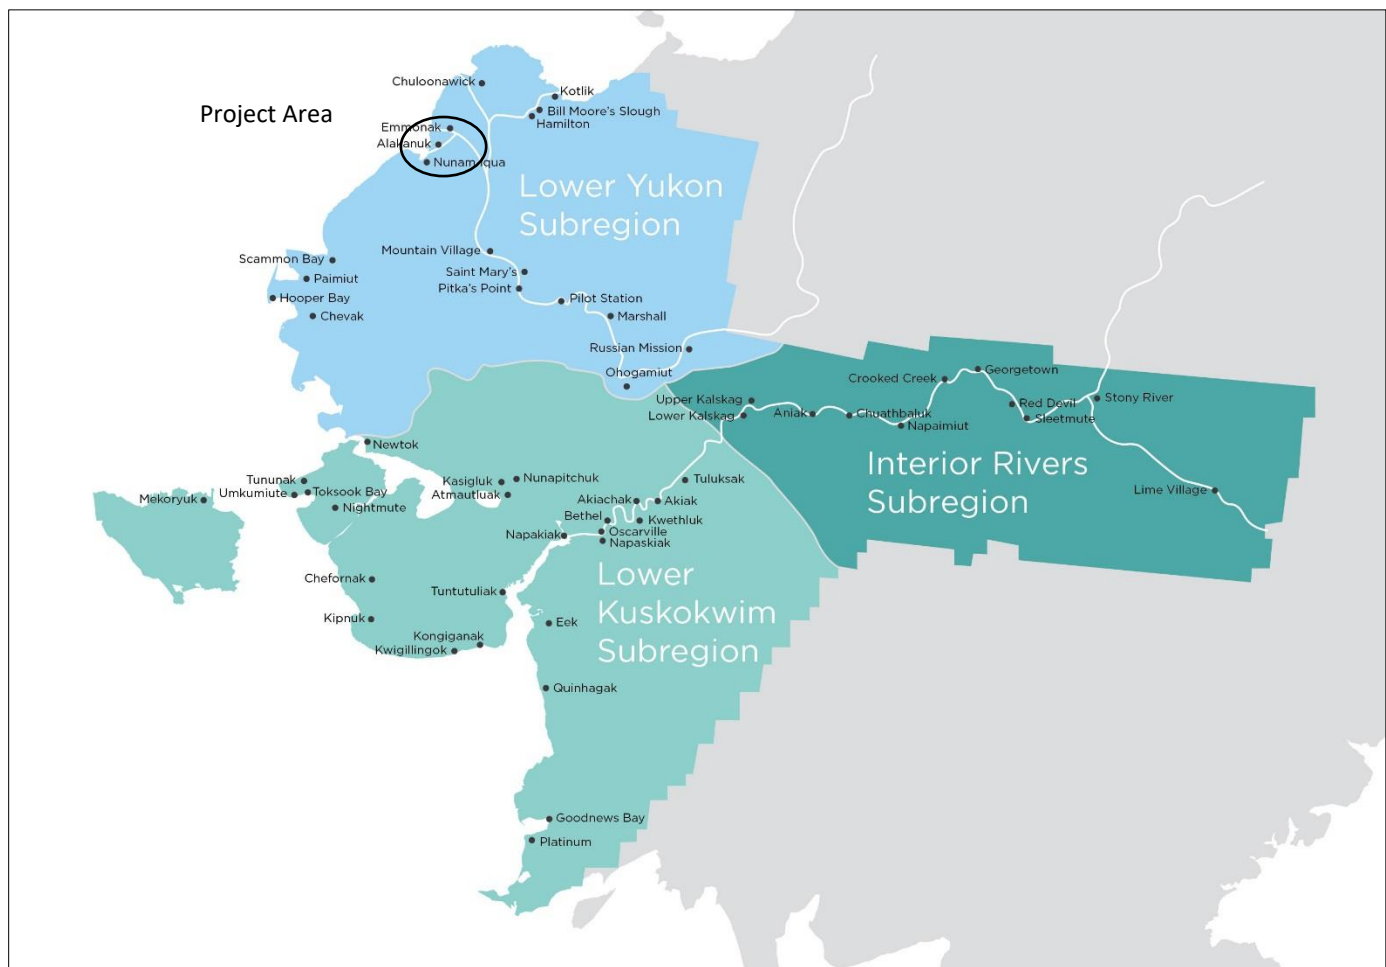 Chuloonawick
Kotlik
Bill Moore's Slough
Hamilton
Project Area
Emmonak
Alakanuk
Nunam Iqua
Lower Yukon
Subregion
Mountain Village
Scammon Bay
Paimiut
Saint Mary's
Pitka's Point
Hooper Bay
Pilot Station
Chevak
Marshall
Russian Mission
Ohogamiut
Georgetown
Crooked Creek
Upper Kalskag
Lower Kalskag
Aniak
Chuathbaluk
Napaimiut
Red Devil
Sleetmute
Stony River
Newtok
Interior Rivers
Subregion
Lime Village
Tununak
Umkumiute
Toksook Bay
Nightmute
Mekoryuk
Kasigluk
Nunapitchuk
Atmautluak
Tuluksak
Akiachak
Akiak
Bethel
Kwethluk
Oscarville
Napakiak
Napaskiak
Lower
Kuskokwim
Subregion
Chefornak
Tuntutuliak
Kipnuk
Eek
Kongiganak
Kwigillingok
Quinhagak
Goodnews Bay
Platinum